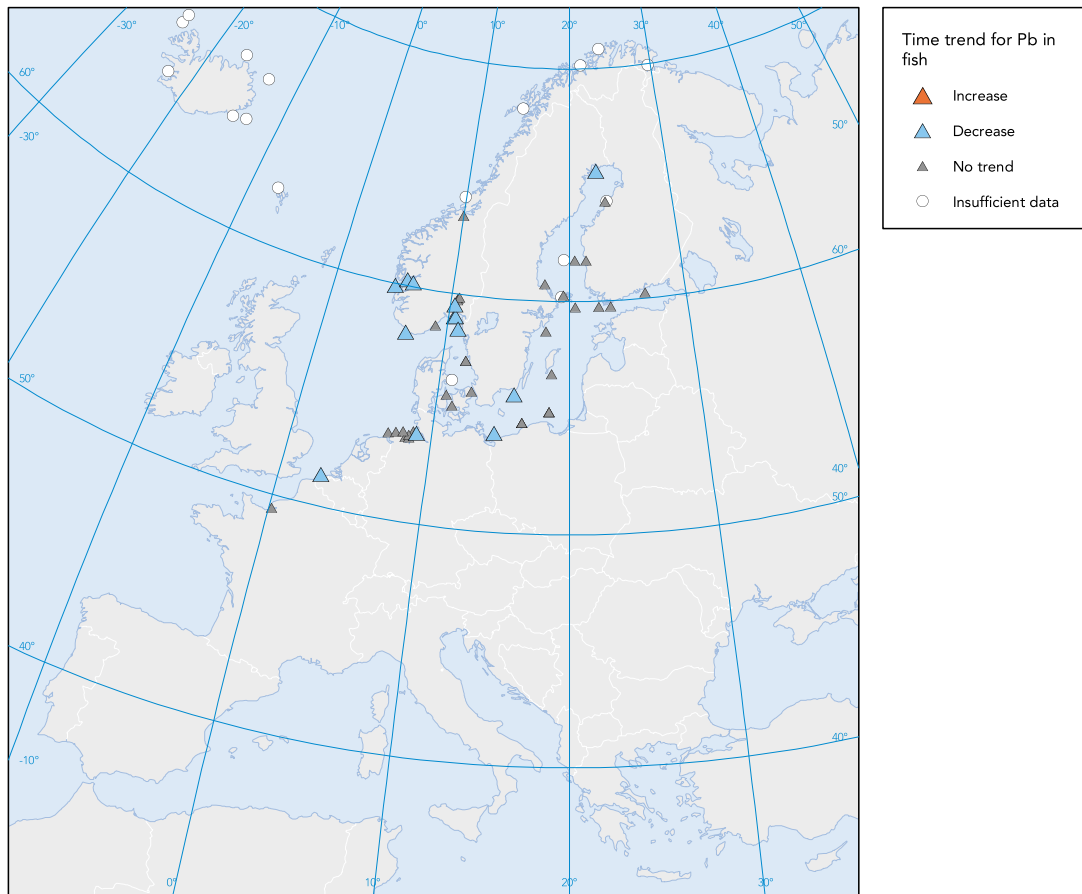 -30° -20° -10° 0° 10° 20° 30° 40° 50°
60°
-30°
50°
60°
50°
40°
50°
40°
-10°
40°
0° 10° 20° 30°
Time trend for Pb in
fish
Increase
Decrease
No trend
Insufficient data